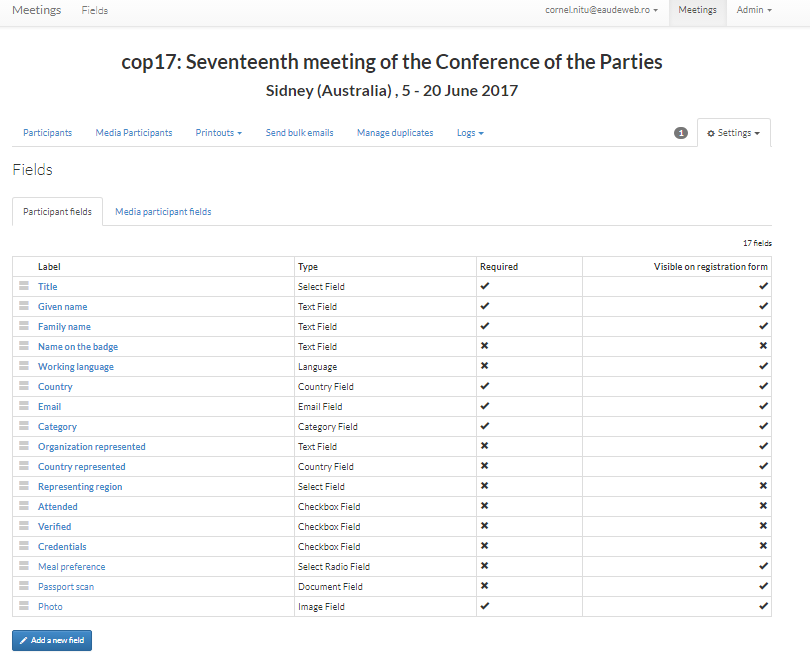 Meetings Fields cornel.nitu@eaudeweb.ro Meetings Admin
cop17: Seventeenth meeting of the Conference of the Parties
Sidney (Australia) , 5 - 20 June 2017
Participants Media Participants Printouts Send bulk emails Manage duplicates Logs 1 Settings
Fields
Participant fields Media participant fields
17 fields
Label Type Required Visible on registration form
Title Select Field ✔ ✔
Given name Text Field ✔ ✔
Family name Text Field ✔ ✔
Name on the badge Text Field ✖ ✖
Working language Language ✖ ✔
Country Country Field ✔ ✔
Email Email Field ✔ ✔
Category Category Field ✔ ✔
Organization represented Text Field ✖ ✔
Country represented Country Field ✖ ✔
Representing region Select Field ✖ ✖
Attended Checkbox Field ✖ ✖
Verified Checkbox Field ✖ ✖
Credentials Checkbox Field ✖ ✖
Meal preference Select Radio Field ✖ ✔
Passport scan Document Field ✖ ✔
Photo Image Field ✔ ✔
Add a new field